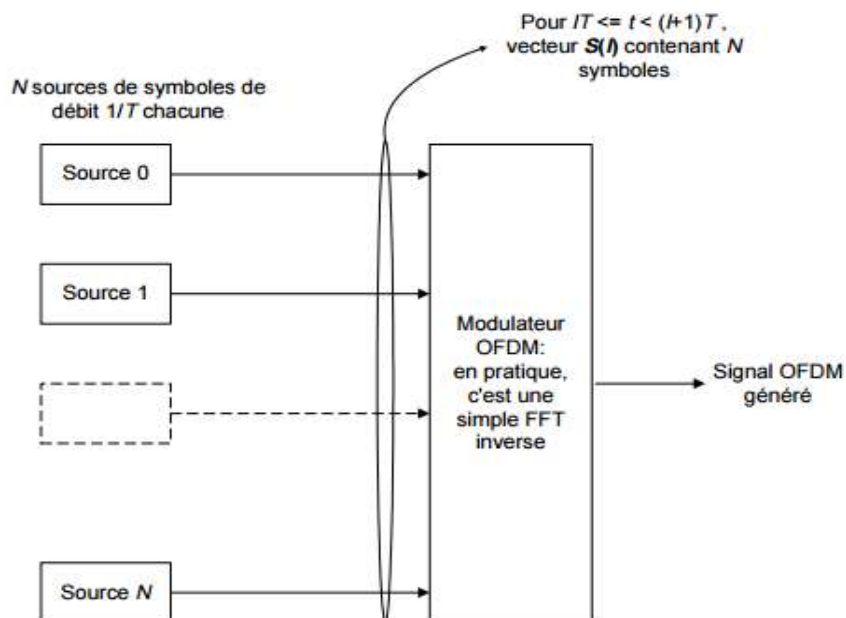 Pour lT <= t < (l+1)T ,
vecteur S(l) contenant N
symboles
N sources de symboles de
débit 1/T chacune
Source 0
Source 1
Modulateur
OFDM:
en pratique,
c'est une
simple FFT
inverse
Signal OFDM
généré
Source N